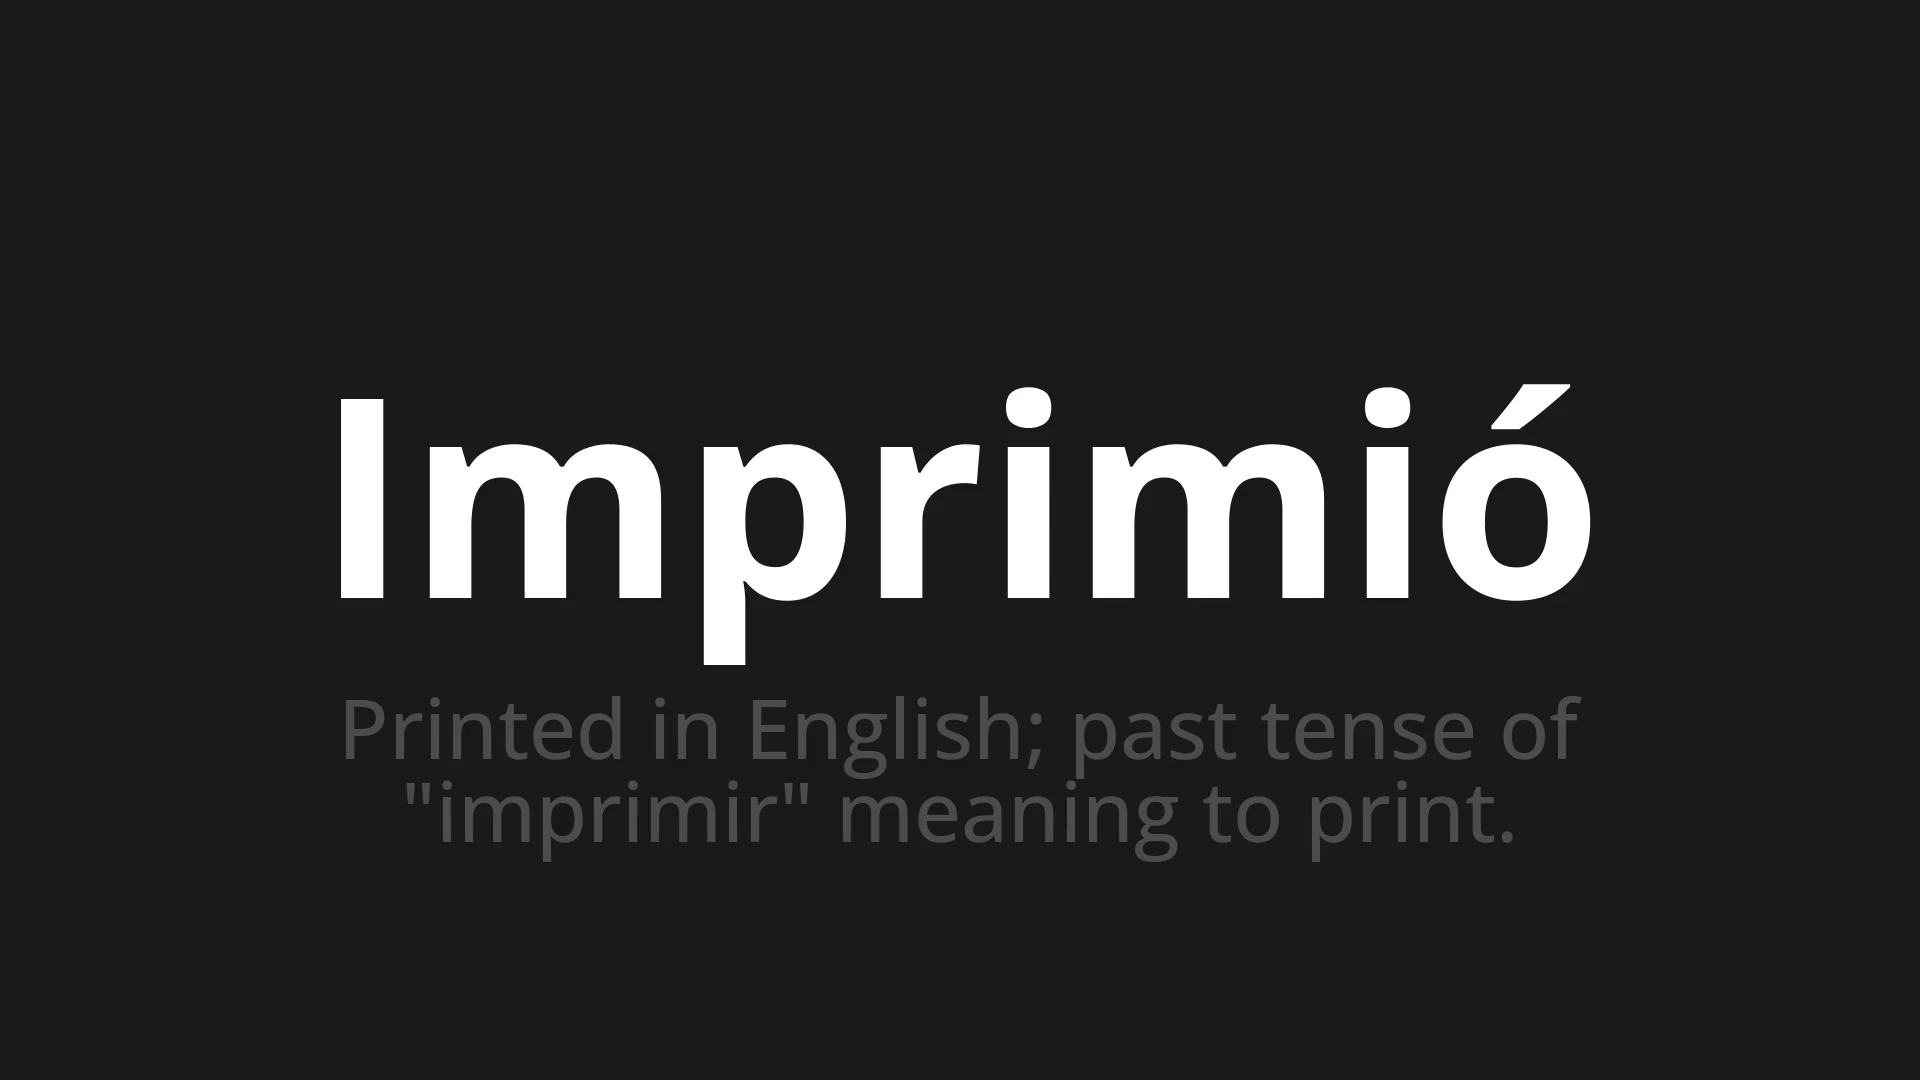 Imprimió
Printed in English; past tense of
"imprimir" meaning to print.